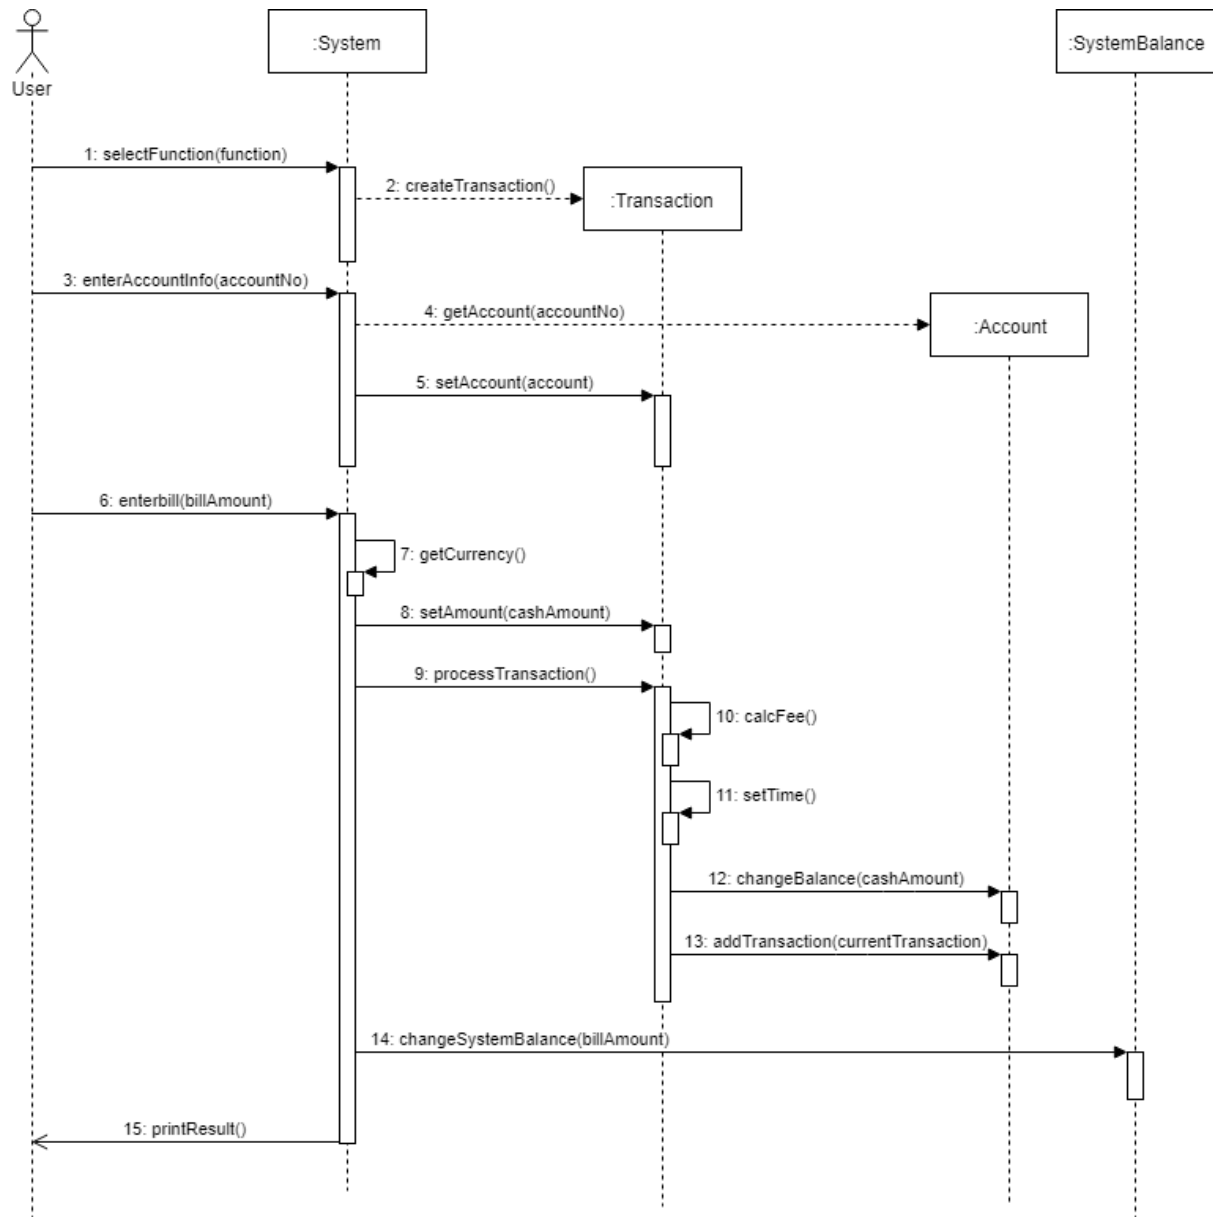 :System
:SystemBalance
User
1: selectFunction(function)
2: createTransaction()
:Transaction
3: enterAccountInfo(accountNo)
4: getAccount(accountNo)
:Account
5: setAccount(account)
6: enterbill(billAmount)
7: getCurrency()
8: setAmount(cashAmount)
9: processTransaction()
10: calcFee()
11: setTime()
12: changeBalance(cashAmount)
13: addTransaction(currentTransaction)
14: changeSystemBalance(billAmount)
15: printResult()